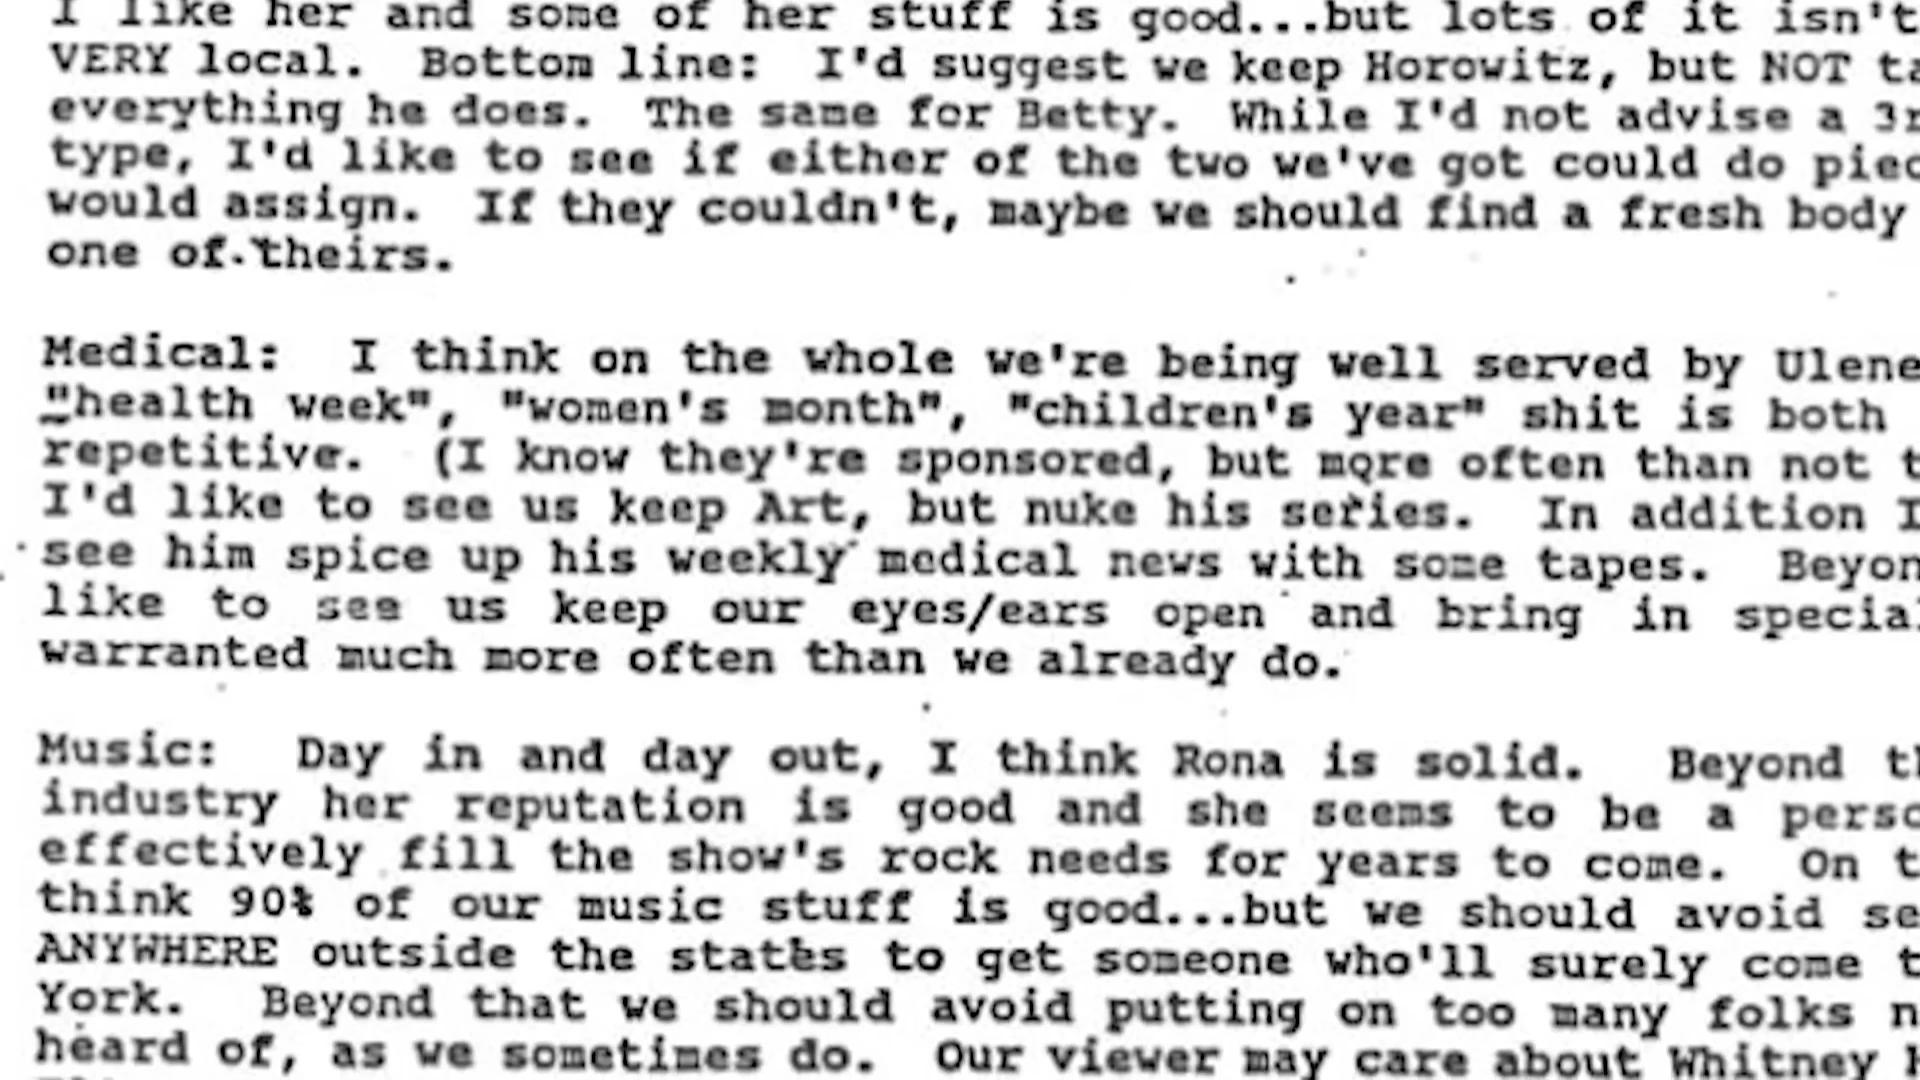 I like her and some of her stuff is good...but lots of it isn't
VERY local. Bottom line: I'd suggest we keep Horowitz, but NOT
everything he does. The same for Betty. While I'd not advise a
type, I'd like to see if either of the two we've got could do
would assign. If they couldn't, maybe we should find a fresh body
one of theirs.
Medical: I think on the whole we're being well served by
"health week", "women's month", "children's year" shit is both
repetitive. (I know they're sponsored, but more often than not
I'd like to see us keep Art, but nuke his series. In addition
see him spice up his weekly medical news with some tapes.
like to see us keep our eyes/ears open and bring in
warranted much more often than we already do.
Music: Day in and day out, I think Rona is solid. Beyond
industry her reputation is good and she seems to be a
effectively fill the show's rock needs for years to come. On
think 90% of our music stuff is good...but we should avoid
ANYWHERE outside the states to get someone who'll surely come
York. Beyond that we should avoid putting on too many folks
heard of, as we sometimes do. Our viewer may care about Whitney